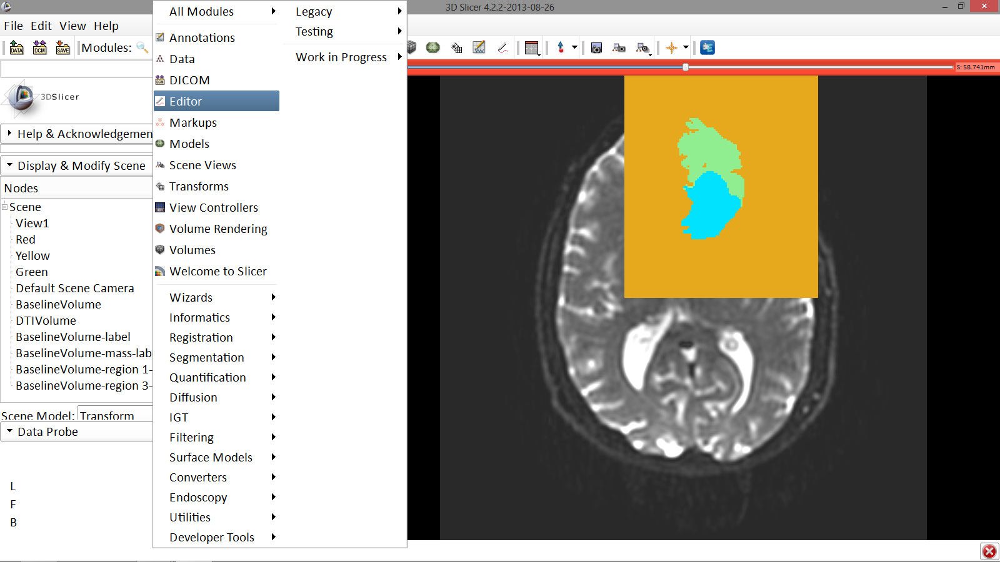 3D Slicer 4.2.2-2013-08-26
File Edit View Help
DATA DCM SAVE Modules:
S: 58.741mm
3DSlicer
Help & Acknowledgemen
Display & Modify Scene
Nodes
Scene
View1
Red
Yellow
Green
Default Scene Camera
BaselineVolume
DTIVolume
BaselineVolume-label
BaselineVolume-mass-lab
BaselineVolume-region 1-
BaselineVolume-region 3-
Scene Model: Transform
Data Probe
L
F
B
All Modules
Annotations
Data
DICOM
Editor
Markups
Models
Scene Views
Transforms
View Controllers
Volume Rendering
Volumes
Welcome to Slicer
Wizards
Informatics
Registration
Segmentation
Quantification
Diffusion
IGT
Filtering
Surface Models
Converters
Endoscopy
Utilities
Developer Tools
Legacy
Testing
Work in Progress